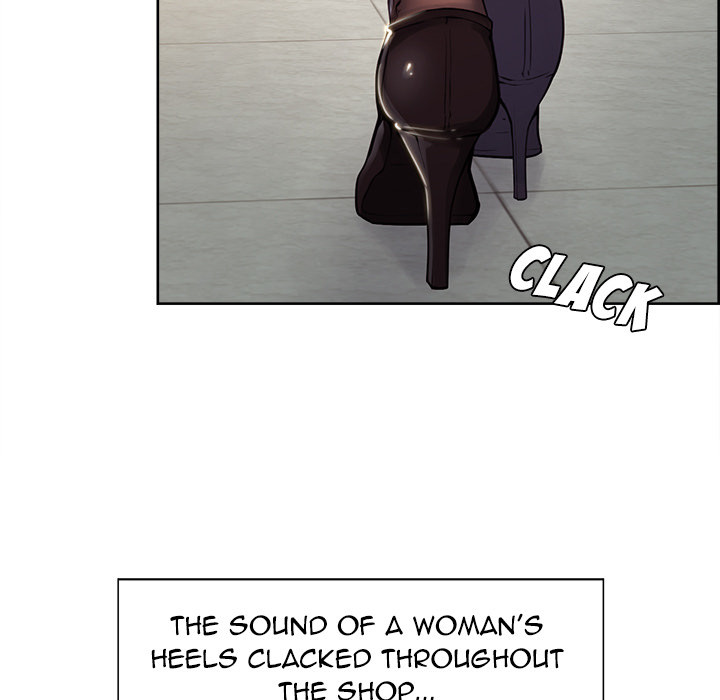 CLACK
THE SOUND OF A WOMAN'S
HEELS CLACKED THROUGHOUT
THE SHOP...